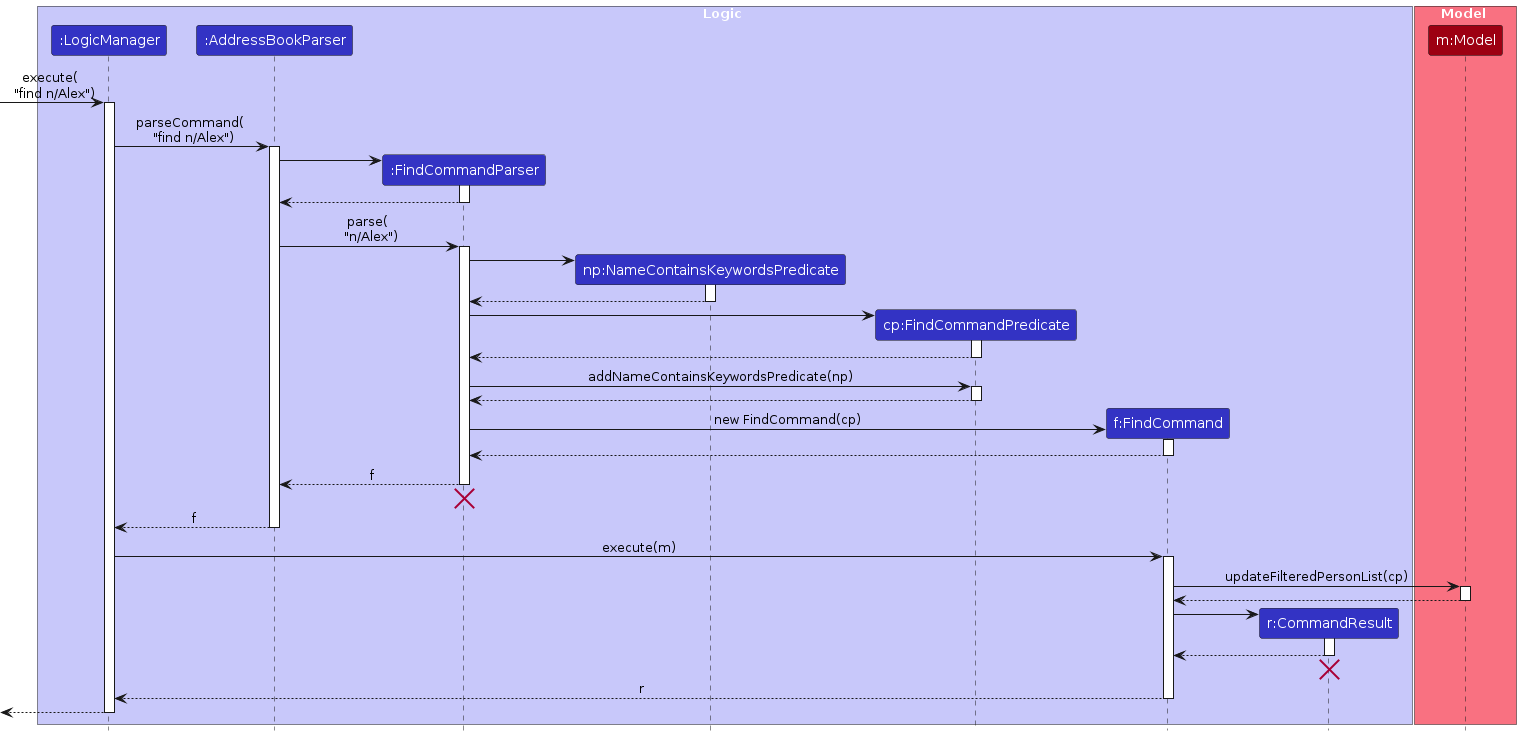 Logic
Model
:LogicManager
:AddressBookParser
m:Model
execute(
"find n/Alex")
parseCommand(
"find n/Alex")
:FindCommandParser
parse(
"n/Alex")
np:NameContainsKeywordsPredicate
cp:FindCommandPredicate
addNameContainsKeywordsPredicate(np)
new FindCommand(cp)
f:FindCommand
f
f
execute(m)
updateFilteredPersonList(cp)
r:CommandResult
r